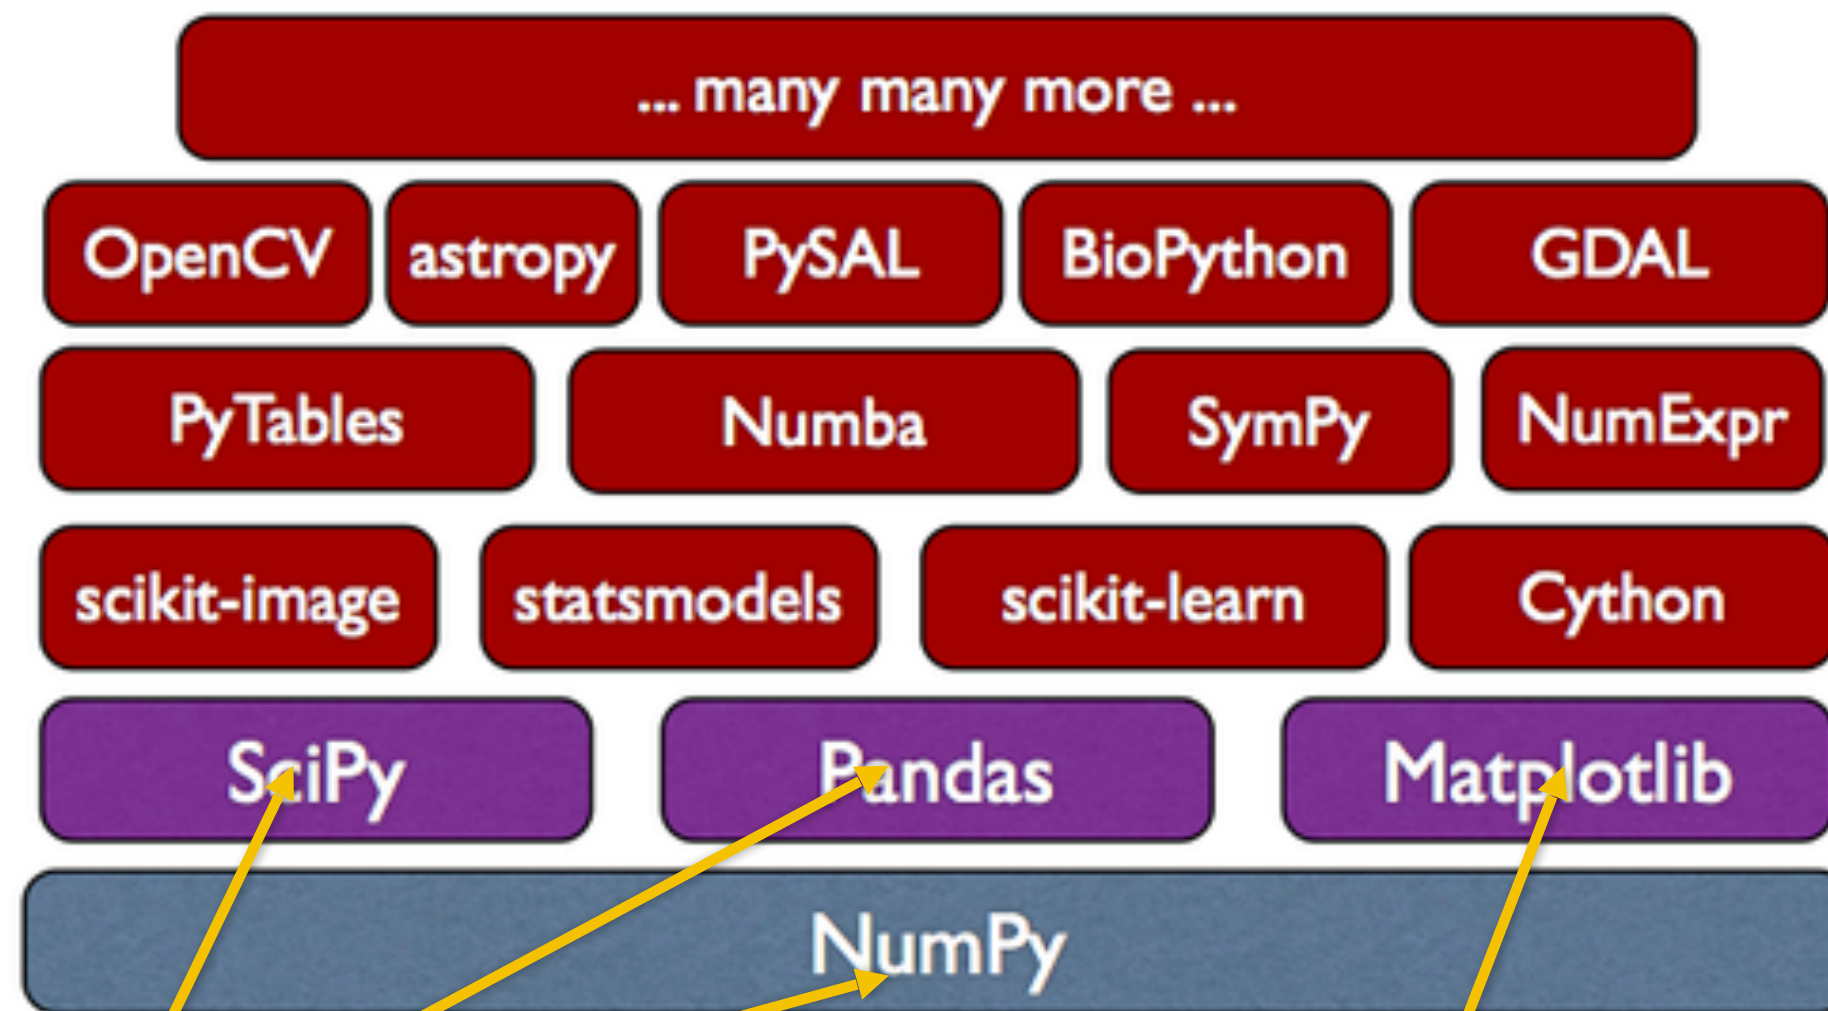 ... many many more ...
OpenCV astropy PySAL BioPython GDAL
PyTables Numba SymPy NumExpr
scikit-image statsmodels scikit-learn Cython
SciPy Pandas Matplotlib
NumPy